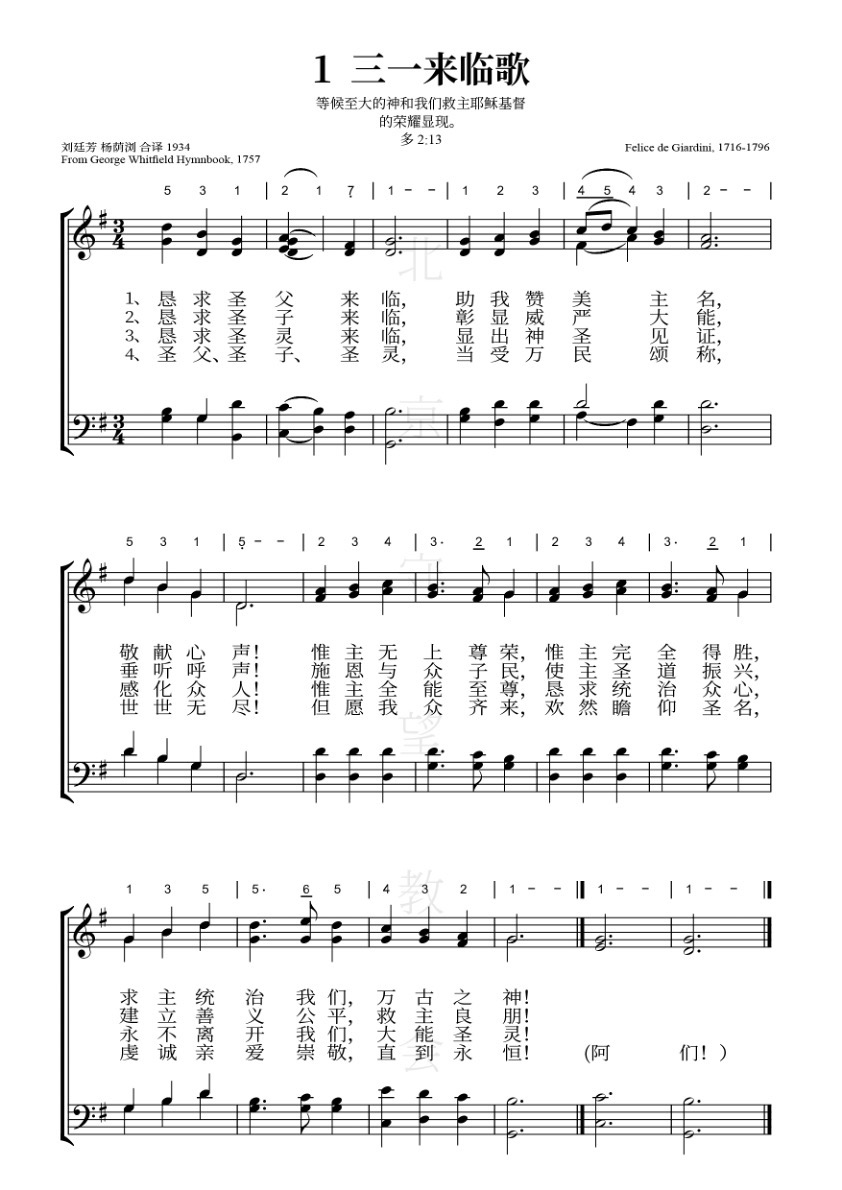 1 三一来临歌
等候至大的神和我们救主耶稣基督
的荣耀显现。
多 2:13
刘廷芳 杨荫浏 合译 1934
From George Whitfield Hymnbook, 1757
Felice de Giardini, 1716-1796
5 3 1 | 2 1 7̣ | 1 - - | 1 2 3 | 4 5 4 3 | 2 - - |
1、恳求圣父来临，助我赞美主名，
2、恳求圣子来临，彰显威严大能，
3、恳求圣灵来临，显出神圣见证，
4、圣父、圣子、圣灵，当受万民颂称，
5 3 1 | 5̣ - - | 2 3 4 | 3· 2 1 | 2 3 4 | 3· 2 1 |
敬献心声！惟主无上尊荣，惟主完全得胜，
垂听呼声！施恩与众子民，使主圣道振兴，
感化众人！惟主全能至尊，恳求统治众心，
世世无尽！但愿我众齐来，欢然瞻仰圣名，
1 3 5 | 5· 6 5 | 4 3 2 | 1 - - || 1 - - | 1 - - ||
求主统治我们，万古之神！
建立善义公平，救主良朋！
永不离开我们，大能圣灵！
虔诚亲爱崇敬，直到永恒！(阿们！)
北京守望教会